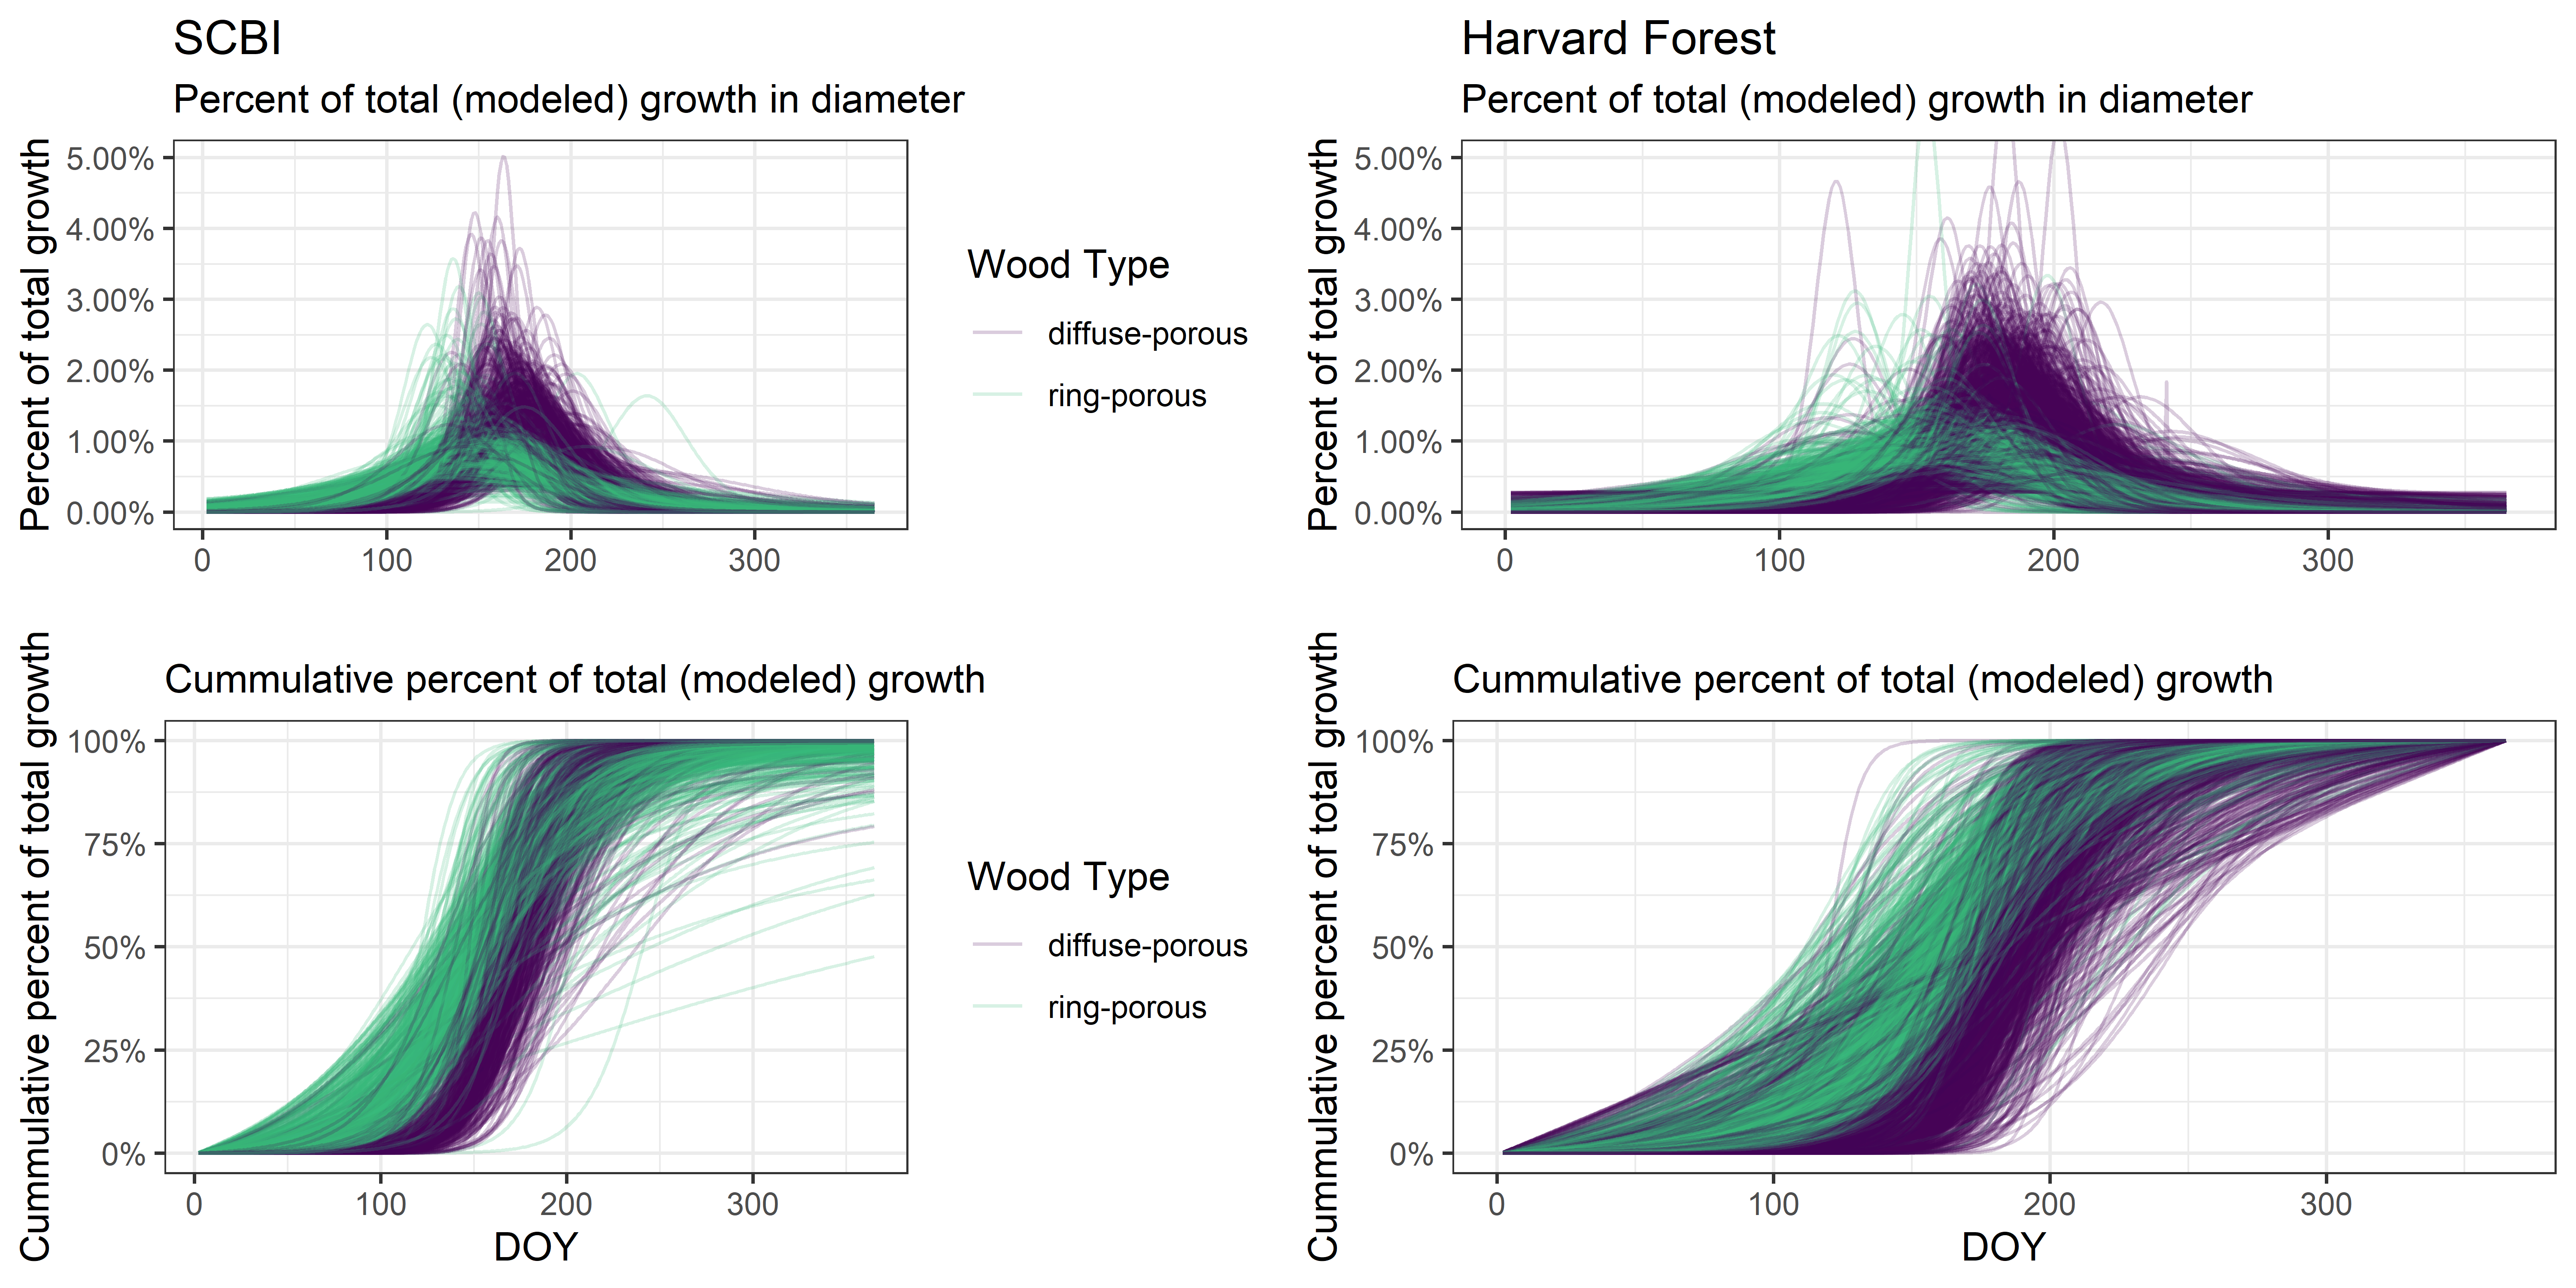 SCBI
Percent of total (modeled) growth in diameter
Percent of total growth
5.00%
4.00%
3.00%
2.00%
1.00%
0.00%
0 100 200 300
Wood Type
diffuse-porous
ring-porous
Harvard Forest
Percent of total (modeled) growth in diameter
Percent of total growth
5.00%
4.00%
3.00%
2.00%
1.00%
0.00%
0 100 200 300
Cummulative percent of total (modeled) growth
Cummulative percent of total growth
100%
75%
50%
25%
0%
0 100 200 300
DOY
Wood Type
diffuse-porous
ring-porous
Cummulative percent of total (modeled) growth
Cummulative percent of total growth
100%
75%
50%
25%
0%
0 100 200 300
DOY